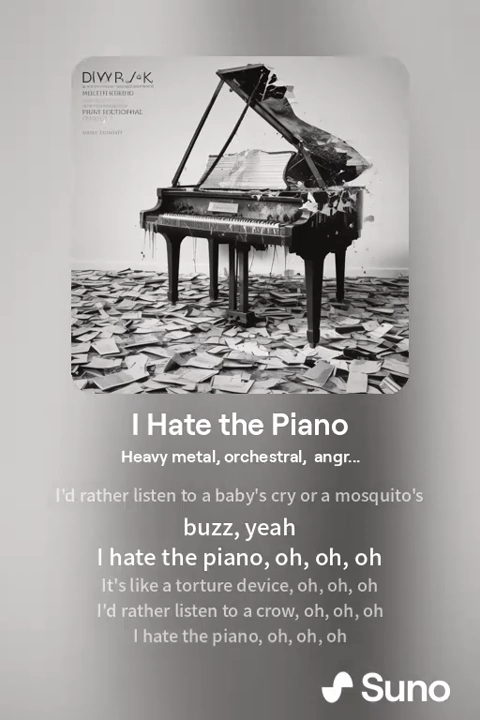 I Hate the Piano
Heavy metal, orchestral, angr...
I'd rather listen to a baby's cry or a mosquito's
buzz, yeah
I hate the piano, oh, oh, oh
It's like a torture device, oh, oh, oh
I'd rather listen to a crow, oh, oh, oh
I hate the piano, oh, oh, oh
Suno